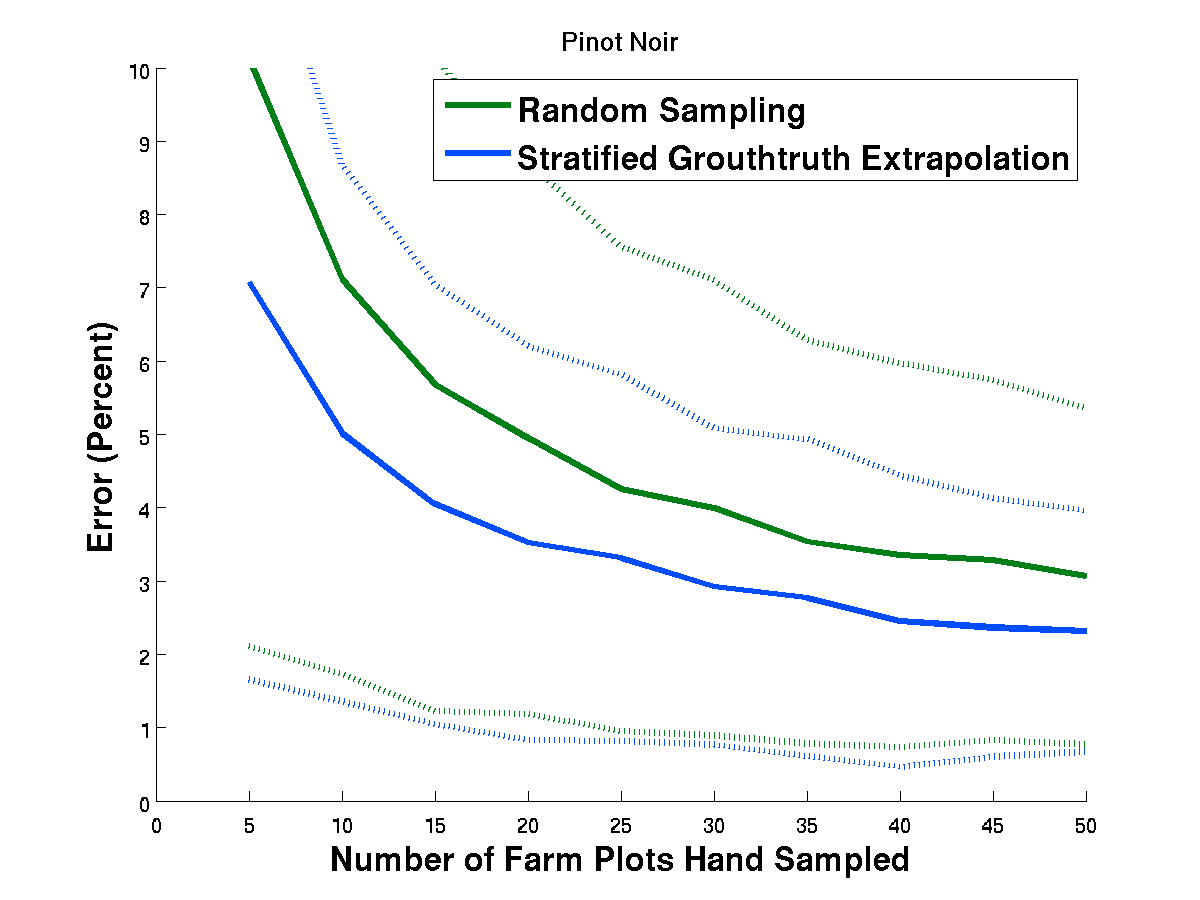 Pinot Noir
Random Sampling
Stratified Grouthtruth Extrapolation
10
9
8
7
6
5
4
3
2
1
0
Error (Percent)
0 5 10 15 20 25 30 35 40 45 50
Number of Farm Plots Hand Sampled